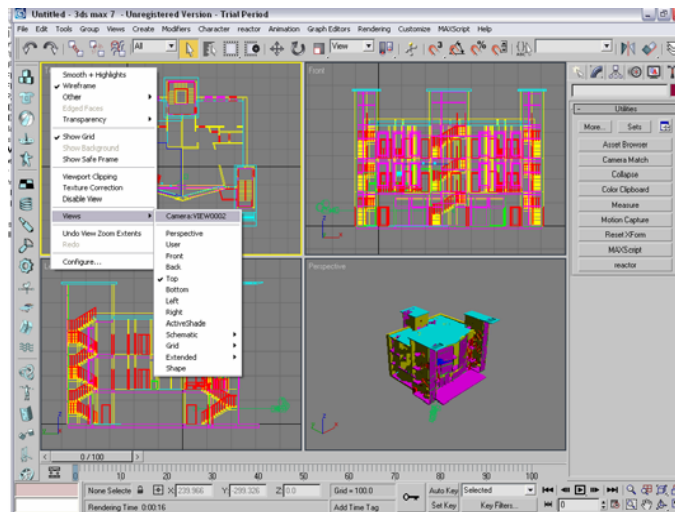 Untitled - 3ds max 7 - Unregistered Version - Trial Period
File Edit Tools Group Views Create Modifiers Character reactor Animation Graph Editors Rendering Customize MAXScript Help
All
View
Front
Smooth + Highlights
Wireframe
Other
Edged Faces
Transparency
Show Grid
Show Background
Show Safe Frame
Viewport Clipping
Texture Correction
Disable View
Views
Undo View Zoom Extents
Redo
Configure...
Camera:VIEW0002
Perspective
User
Front
Back
Top
Bottom
Left
Right
ActiveShade
Schematic
Grid
Extended
Shape
Perspective
Utilities
More... Sets
Asset Browser
Camera Match
Collapse
Color Clipboard
Measure
Motion Capture
Reset XForm
MAXScript
reactor
0 / 100
0 10 20 30 40 50 60 70 80 90 100
None Selecte X 239.966 Y -299.326 Z 0.0 Grid = 100.0 Auto Key Selected
Rendering Time 0:00:16 Add Time Tag Set Key Key Filters... 0